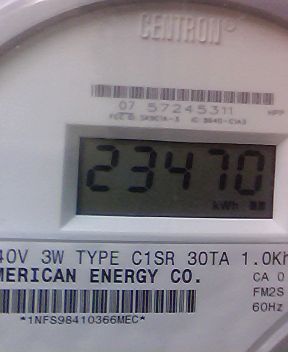 CENTRON®
07 57245311
23470
kWh
40V 3W TYPE C1SR 30TA 1.0Kh
MERICAN ENERGY CO.
CA 0
FM2S
60Hz
*1NFS98410366MEC*